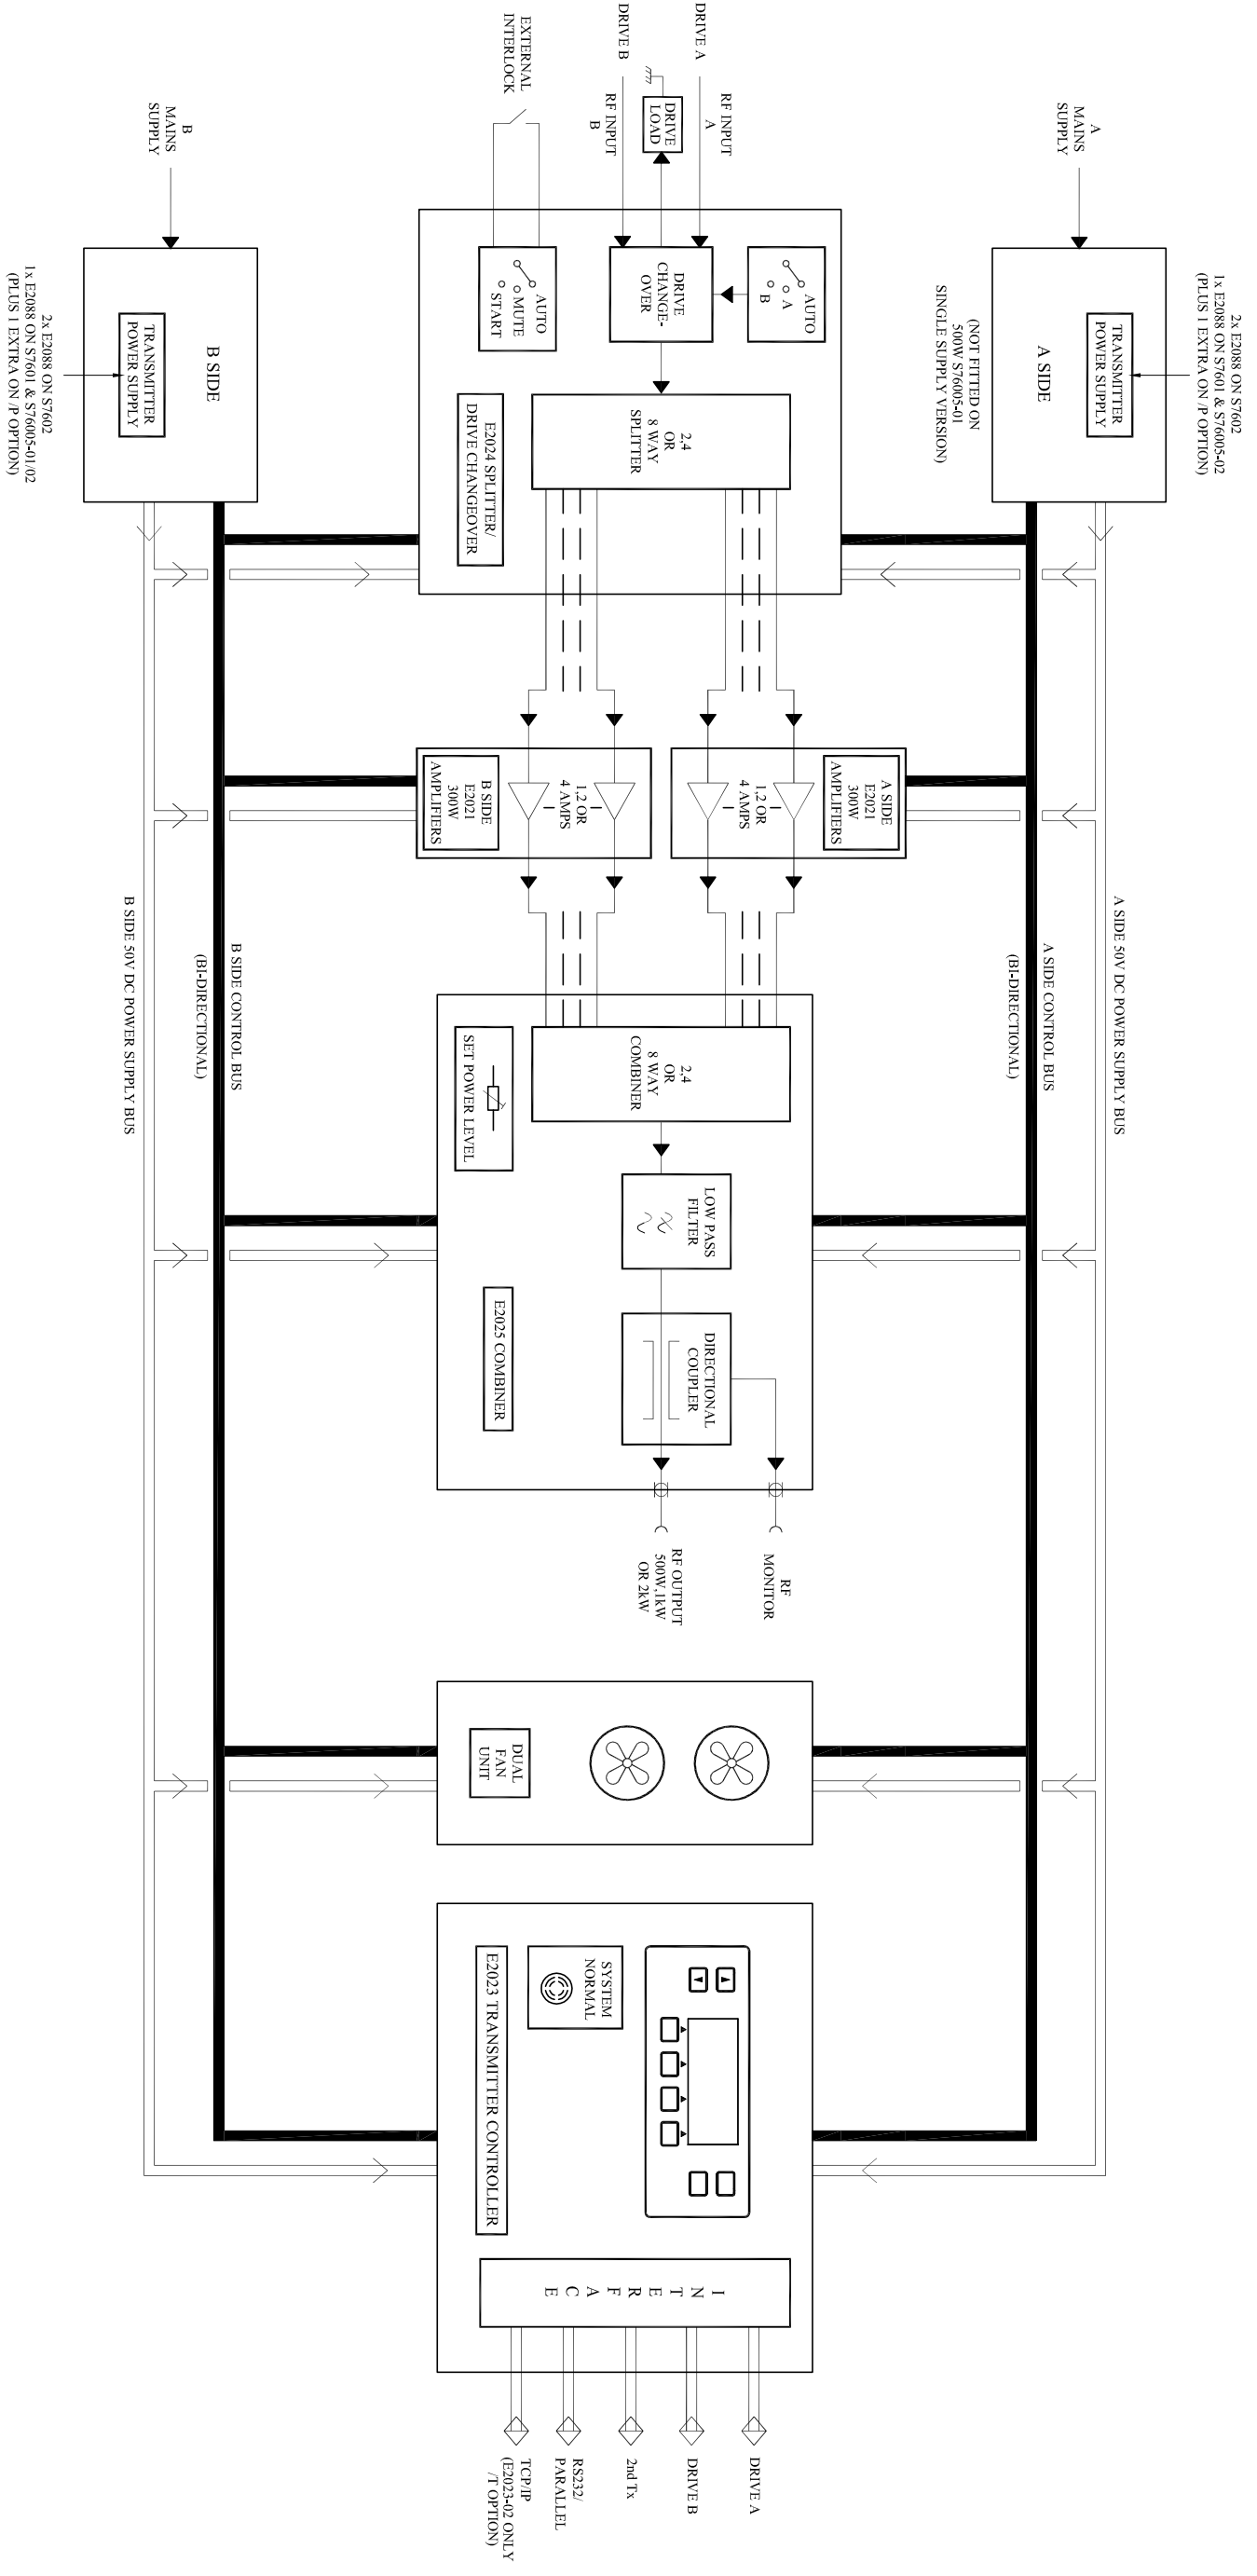 2x E2088 ON S7602
1x E2088 ON S7601 & S76005-02
(PLUS 1 EXTRA ON /P OPTION)
A
MAINS
SUPPLY
TRANSMITTER
POWER SUPPLY
A SIDE
(NOT FITTED ON
500W S76005-01
SINGLE SUPPLY VERSION)
A SIDE 50V DC POWER SUPPLY BUS
A SIDE CONTROL BUS
(BI-DIRECTIONAL)
DRIVE A
RF INPUT
A
DRIVE
LOAD
DRIVE B
RF INPUT
B
EXTERNAL
INTERLOCK
AUTO
A
B
DRIVE
CHANGE-
OVER
AUTO
MUTE
START
2,4
OR
8 WAY
SPLITTER
E2024 SPLITTER/
DRIVE CHANGEOVER
A SIDE
E2021
300W
AMPLIFIERS
1,2 OR
4 AMPS
1,2 OR
4 AMPS
B SIDE
E2021
300W
AMPLIFIERS
2,4
OR
8 WAY
COMBINER
SET POWER LEVEL
LOW PASS
FILTER
DIRECTIONAL
COUPLER
E2025 COMBINER
RF
MONITOR
RF OUTPUT
500W,1kW
OR 2kW
DUAL
FAN
UNIT
SYSTEM
NORMAL
E2023 TRANSMITTER CONTROLLER
INTERFACE
DRIVE A
DRIVE B
2nd Tx
RS232/
PARALLEL
TCP/IP
(E2023-02 ONLY
/T OPTION)
B SIDE CONTROL BUS
(BI-DIRECTIONAL)
B SIDE 50V DC POWER SUPPLY BUS
B
MAINS
SUPPLY
B SIDE
TRANSMITTER
POWER SUPPLY
2x E2088 ON S7602
1x E2088 ON S7601 & S76005-01/02
(PLUS 1 EXTRA ON /P OPTION)